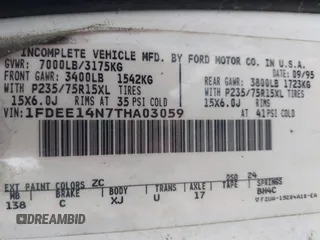 INCOMPLETE VEHICLE MFD. BY FORD MOTOR CO. IN U.S.A.
GVWR: 7000LB/3175KG DATE: 09/95
FRONT GAWR: 3400LB 1542KG REAR GAWR: 3800LB 1723KG
WITH P235/75R15XL TIRES WITH P235/75R15XL TIRES
15X6.0J RIMS AT 35 PSI COLD 15X6.0J RIMS AT 41PSI COLD
VIN: 1FDEE14N7THA03059
EXT PAINT COLORS: ZC DSO 24
WB BRAKE BODY TRANS AXLE SPRINGS
138 C XJ U 17 BN4C
© DREAMBID